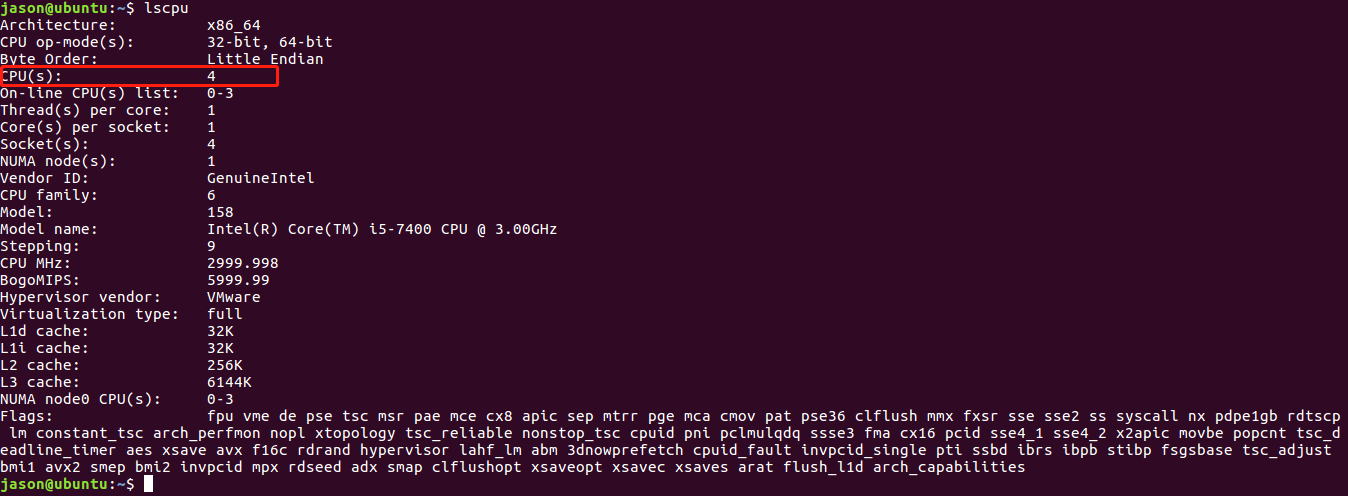 jason@ubuntu:~$ lscpu
Architecture:          x86_64
CPU op-mode(s):        32-bit, 64-bit
Byte Order:            Little Endian
CPU(s):                4
On-line CPU(s) list:   0-3
Thread(s) per core:    1
Core(s) per socket:    1
Socket(s):             4
NUMA node(s):          1
Vendor ID:             GenuineIntel
CPU family:            6
Model:                 158
Model name:            Intel(R) Core(TM) i5-7400 CPU @ 3.00GHz
Stepping:              9
CPU MHz:               2999.998
BogoMIPS:              5999.99
Hypervisor vendor:     VMware
Virtualization type:   full
L1d cache:             32K
L1i cache:             32K
L2 cache:              256K
L3 cache:              6144K
NUMA node0 CPU(s):     0-3
Flags:                 fpu vme de pse tsc msr pae mce cx8 apic sep mtrr pge mca cmov pat pse36 clflush mmx fxsr sse sse2 ss syscall nx pdpe1gb rdtscp
 lm constant_tsc arch_perfmon nopl xtopology tsc_reliable nonstop_tsc cpuid pni pclmulqdq ssse3 fma cx16 pcid sse4_1 sse4_2 x2apic movbe popcnt tsc_d
eadline_timer aes xsave avx f16c rdrand hypervisor lahf_lm abm 3dnowprefetch cpuid_fault invpcid_single pti ssbd ibrs ibpb stibp fsgsbase tsc_adjust
bmi1 avx2 smep bmi2 invpcid mpx rdseed adx smap clflushopt xsaveopt xsavec xsaves arat flush_l1d arch_capabilities
jason@ubuntu:~$